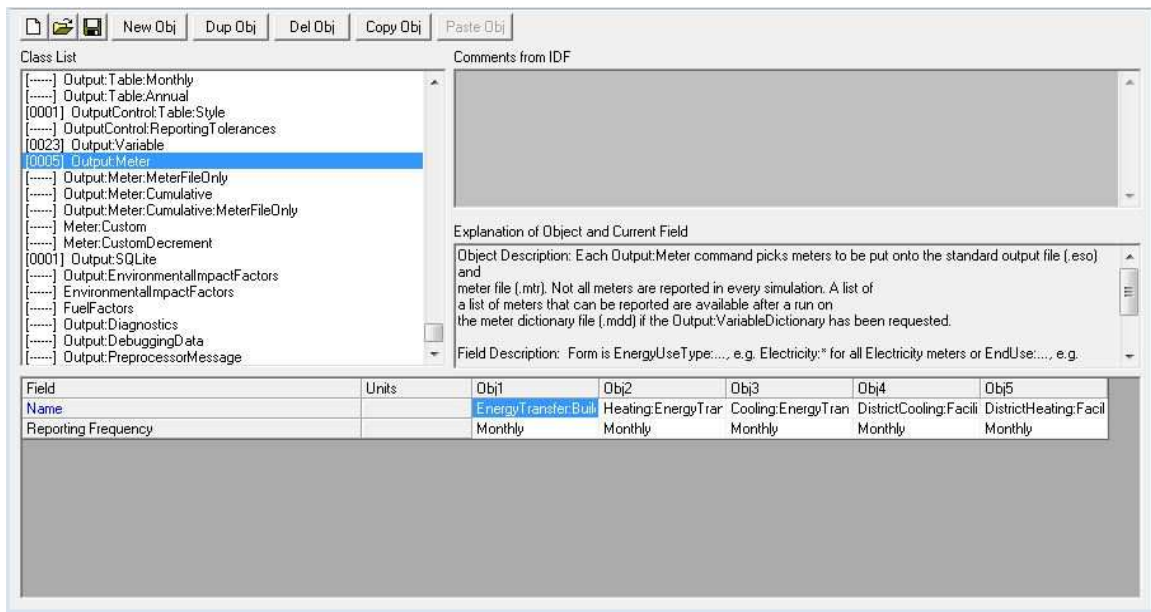 New Obj Dup Obj Del Obj Copy Obj Paste Obj
Class List
[------] Output:Table:Monthly
[------] Output:Table:Annual
[0001] OutputControl:Table:Style
[------] OutputControl:ReportingTolerances
[0023] Output:Variable
[0005] Output:Meter
[------] Output:Meter:MeterFileOnly
[------] Output:Meter:Cumulative
[------] Output:Meter:Cumulative:MeterFileOnly
[------] Meter:Custom
[------] Meter:CustomDecrement
[0001] Output:SQLite
[------] Output:EnvironmentalImpactFactors
[------] EnvironmentalImpactFactors
[------] FuelFactors
[------] Output:Diagnostics
[------] Output:DebuggingData
[------] Output:PreprocessorMessage
Comments from IDF
Explanation of Object and Current Field
Object Description: Each Output:Meter command picks meters to be put onto the standard output file (.eso)
and
meter file (.mtr). Not all meters are reported in every simulation. A list of
a list of meters that can be reported are available after a run on
the meter dictionary file (.mdd) if the Output:VariableDictionary has been requested.
Field Description: Form is EnergyUseType:..., e.g. Electricity:* for all Electricity meters or EndUse:..., e.g.
Field Units Obj1 Obj2 Obj3 Obj4 Obj5
Name EnergyTransfer:Buil Heating:EnergyTran Cooling:EnergyTran DistrictCooling:Facili DistrictHeating:Facil
Reporting Frequency Monthly Monthly Monthly Monthly Monthly